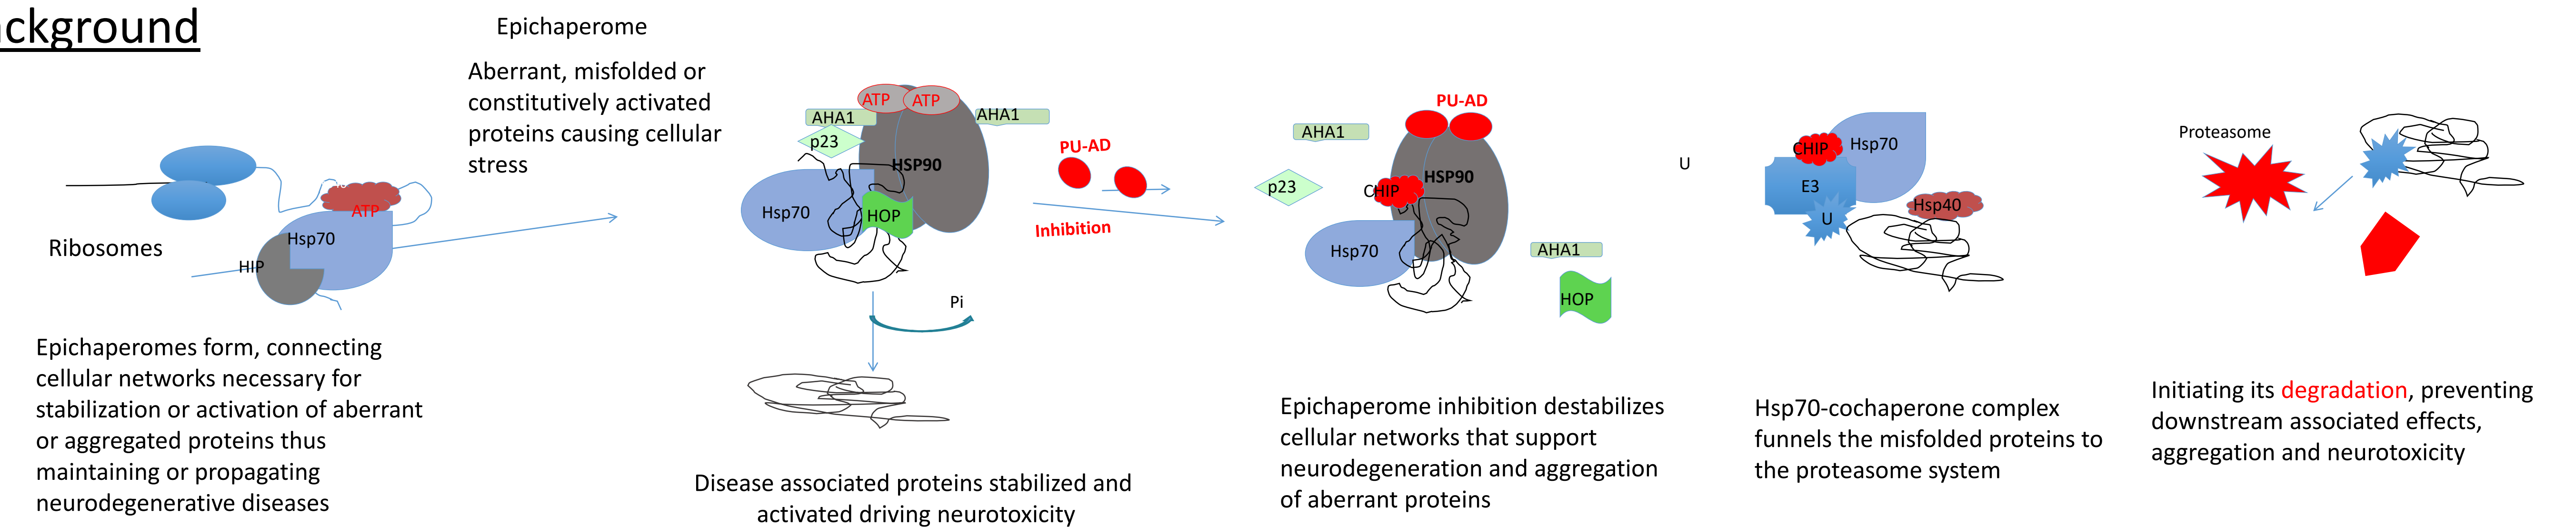 ckground
Epichaperome
Aberrant, misfolded or
constitutively activated
proteins causing cellular
stress
Ribosomes
ATP
Hsp70
HIP
Epichaperomes form, connecting
cellular networks necessary for
stabilization or activation of aberrant
or aggregated proteins thus
maintaining or propagating
neurodegenerative diseases
ATP
ATP
AHA1
AHA1
p23
HSP90
Hsp70
HOP
Pi
Disease associated proteins stabilized and
activated driving neurotoxicity
PU-AD
Inhibition
PU-AD
AHA1
p23
CHIP
HSP90
Hsp70
AHA1
HOP
Epichaperome inhibition destabilizes
cellular networks that support
neurodegeneration and aggregation
of aberrant proteins
U
CHIP
Hsp70
E3
U
Hsp40
Hsp70-cochaperone complex
funnels the misfolded proteins to
the proteasome system
Proteasome
Initiating its degradation, preventing
downstream associated effects,
aggregation and neurotoxicity